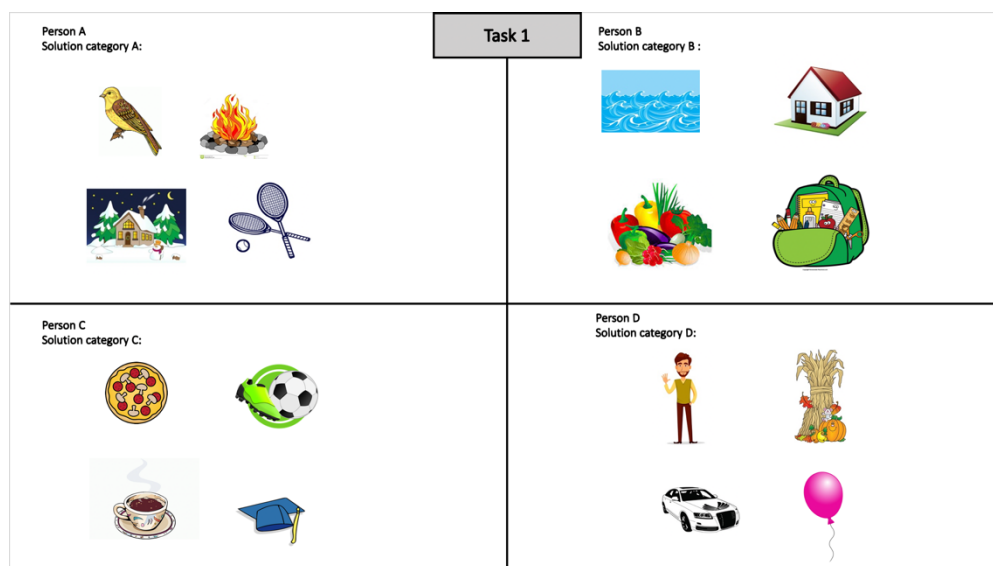 Task 1
Person A
Solution category A:
Person B
Solution category B :
Person C
Solution category C:
Person D
Solution category D: